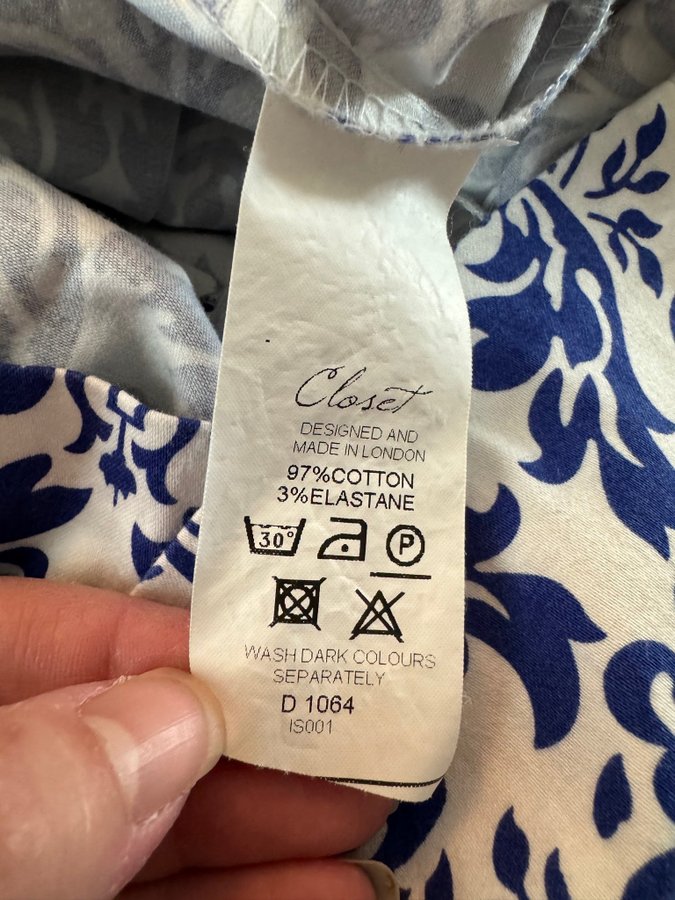 Closet
DESIGNED AND
MADE IN LONDON
97%COTTON
3%ELASTANE
30°
P
WASH DARK COLOURS
SEPARATELY
D 1064
IS001